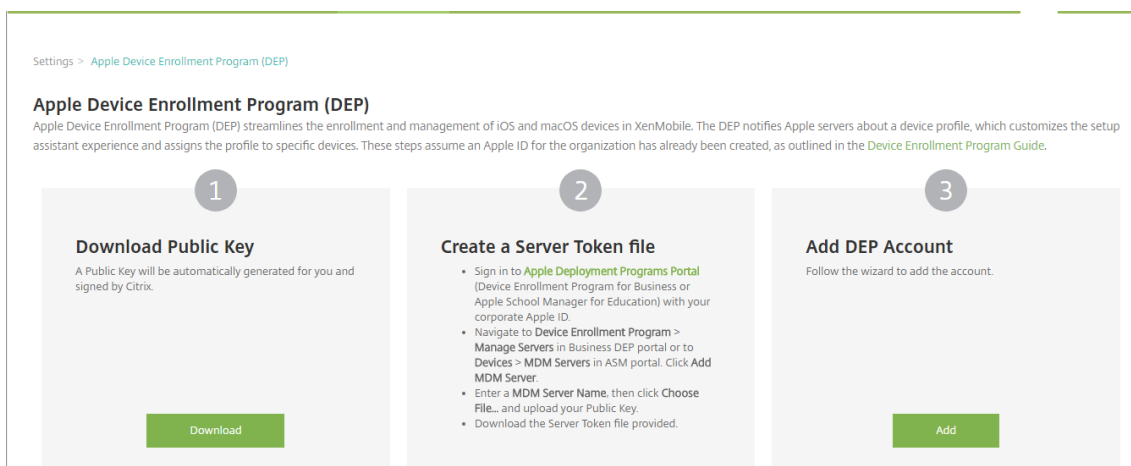 Settings > Apple Device Enrollment Program (DEP)
Apple Device Enrollment Program (DEP)
Apple Device Enrollment Program (DEP) streamlines the enrollment and management of iOS and macOS devices in XenMobile. The DEP notifies Apple servers about a device profile, which customizes the setup
assistant experience and assigns the profile to specific devices. These steps assume an Apple ID for the organization has already been created, as outlined in the Device Enrollment Program Guide.
1
Download Public Key
A Public Key will be automatically generated for you and
signed by Citrix.
Download
2
Create a Server Token file
• Sign in to Apple Deployment Programs Portal
(Device Enrollment Program for Business or
Apple School Manager for Education) with your
corporate Apple ID.
• Navigate to Device Enrollment Program >
Manage Servers in Business DEP portal or to
Devices > MDM Servers in ASM portal. Click Add
MDM Server.
• Enter a MDM Server Name, then click Choose
File... and upload your Public Key.
• Download the Server Token file provided.
3
Add DEP Account
Follow the wizard to add the account.
Add